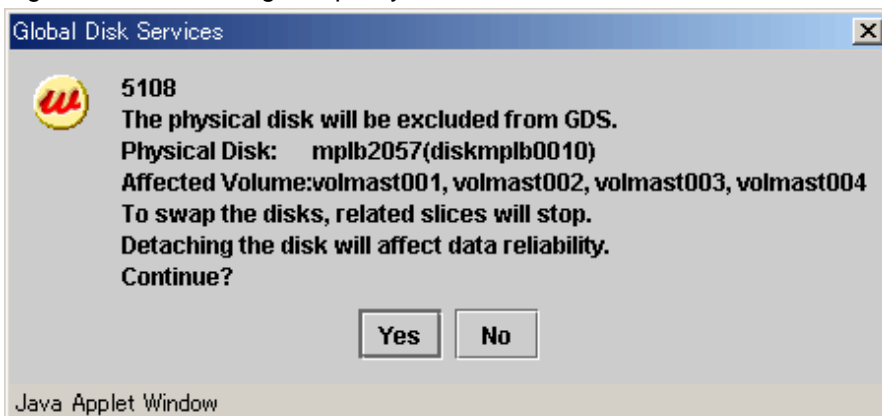 Global Disk Services
5108
The physical disk will be excluded from GDS.
Physical Disk: mplb2057(diskmplb0010)
Affected Volume:volmast001, volmast002, volmast003, volmast004
To swap the disks, related slices will stop.
Detaching the disk will affect data reliability.
Continue?
Yes No
Java Applet Window